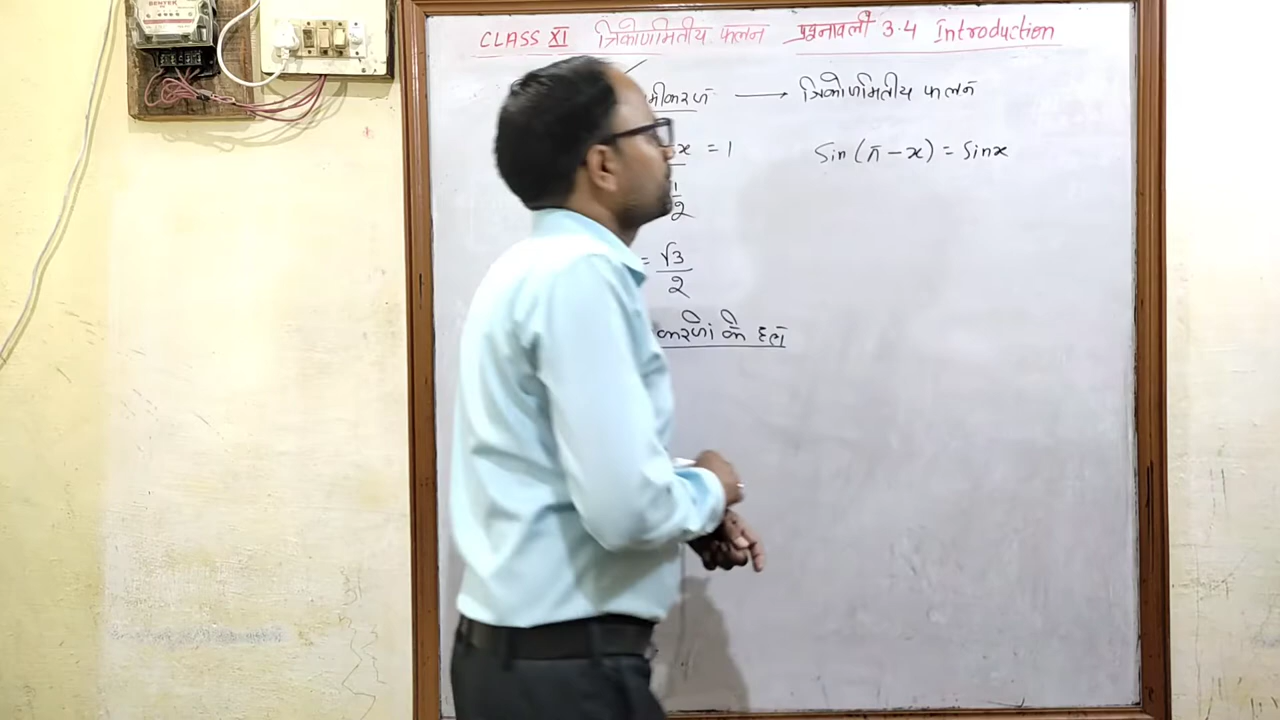 CLASS XI त्रिकोणमितीय फलन प्रश्नावली 3.4 Introduction
मीकरण ⟶ त्रिकोणमितीय फलन
x = 1
sin (π - x) = sinx
1/2
= √3/2
करणों के हल